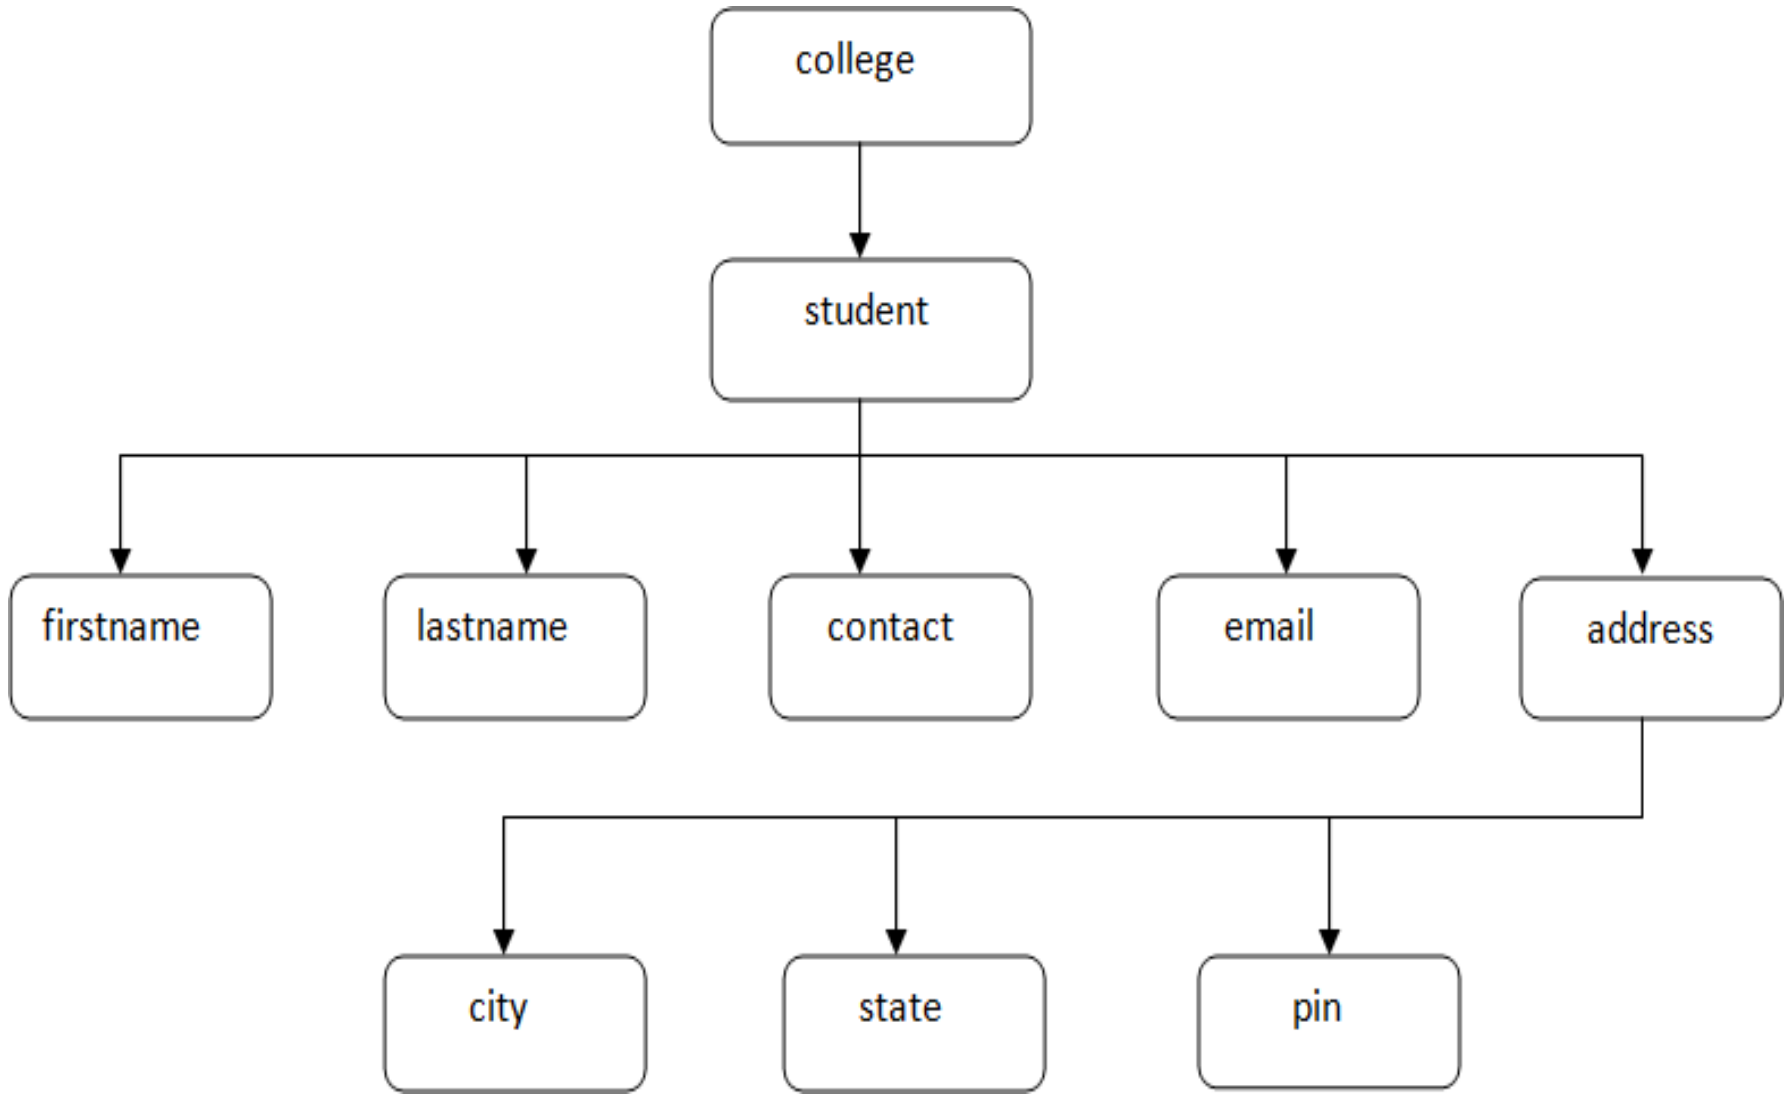 college
student
firstname
lastname
contact
email
address
city
state
pin